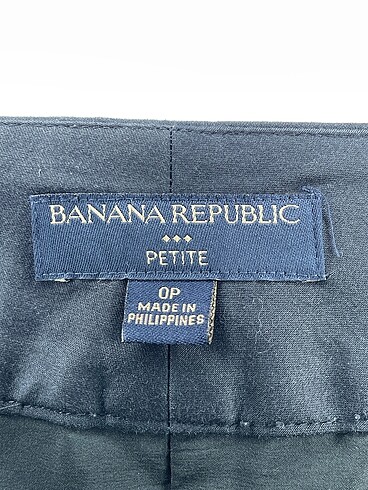 BANANA REPUBLIC
PETITE
0P
MADE IN
PHILIPPINES